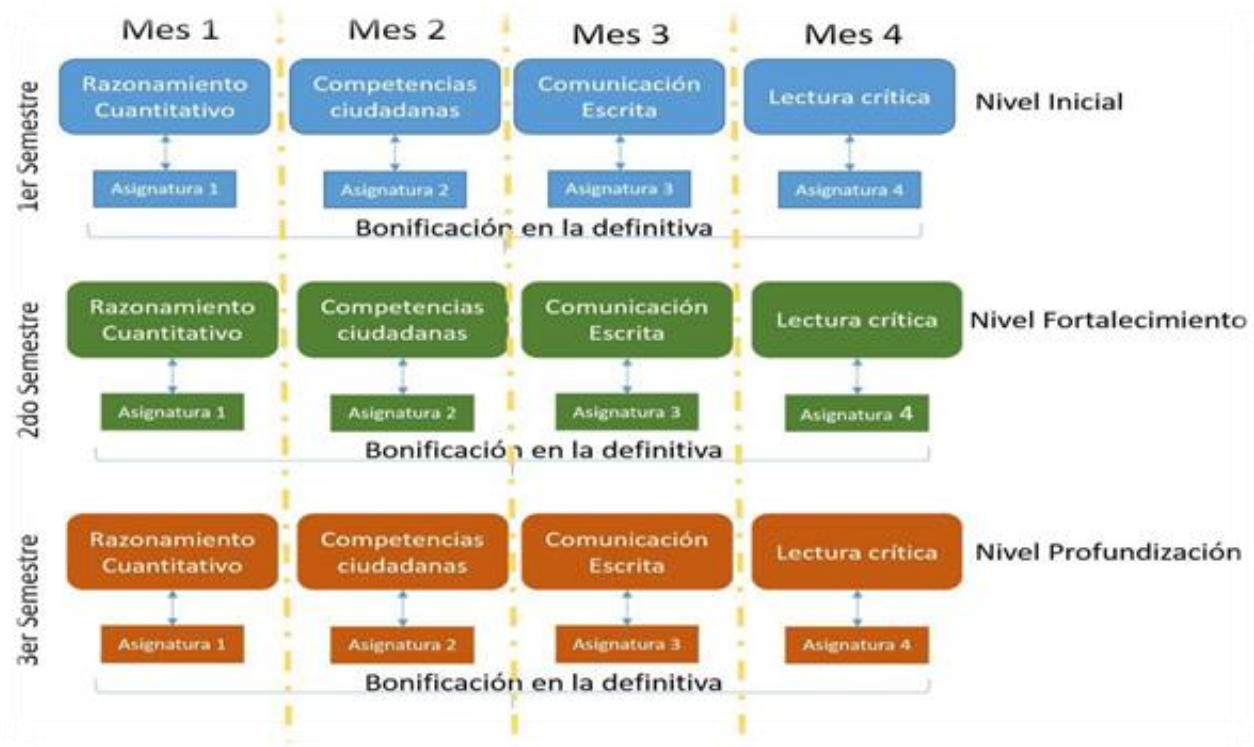 Mes 1
Mes 2
Mes 3
Mes 4
1er Semestre
Razonamiento
Cuantitativo
Competencias
ciudadanas
Comunicación
Escrita
Lectura crítica
Nivel Inicial
Asignatura 1
Asignatura 2
Asignatura 3
Asignatura 4
Bonificación en la definitiva
2do Semestre
Razonamiento
Cuantitativo
Competencias
ciudadanas
Comunicación
Escrita
Lectura crítica
Nivel Fortalecimiento
Asignatura 1
Asignatura 2
Asignatura 3
Asignatura 4
Bonificación en la definitiva
3er Semestre
Razonamiento
Cuantitativo
Competencias
ciudadanas
Comunicación
Escrita
Lectura crítica
Nivel Profundización
Asignatura 1
Asignatura 2
Asignatura 3
Asignatura 4
Bonificación en la definitiva